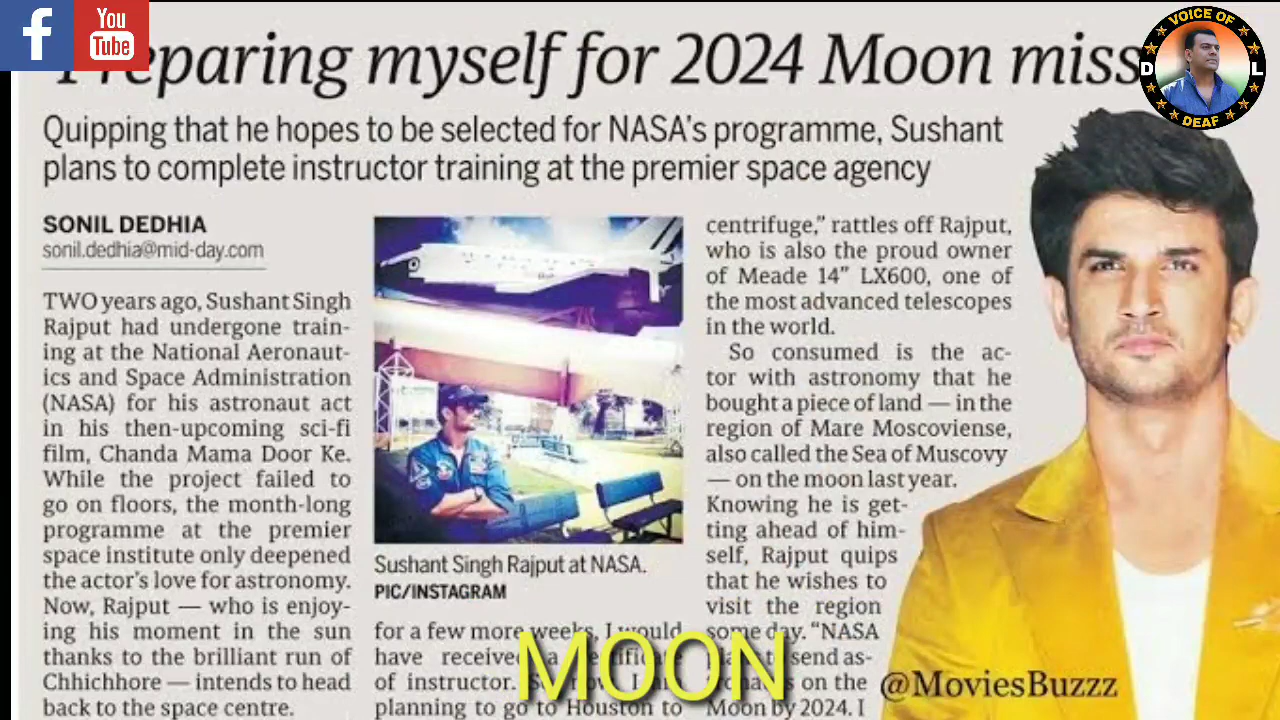 You
Tube
VOICE OF
DEAF
Preparing myself for 2024 Moon miss
Quipping that he hopes to be selected for NASA's programme, Sushant
plans to complete instructor training at the premier space agency
SONIL DEDHIA
sonil.dedhia@mid-day.com
TWO years ago, Sushant Singh
Rajput had undergone train-
ing at the National Aeronaut-
ics and Space Administration
(NASA) for his astronaut act
in his then-upcoming sci-fi
film, Chanda Mama Door Ke.
While the project failed to
go on floors, the month-long
programme at the premier
space institute only deepened
the actor's love for astronomy.
Now, Rajput — who is enjoy-
ing his moment in the sun
thanks to the brilliant run of
Chhichhore — intends to head
back to the space centre.
Sushant Singh Rajput at NASA.
PIC/INSTAGRAM
for a few more weeks, I would
have received a
of instructor. I
planning to go to Houston to
centrifuge,” rattles off Rajput,
who is also the proud owner
of Meade 14” LX600, one of
the most advanced telescopes
in the world.
So consumed is the ac-
tor with astronomy that he
bought a piece of land — in the
region of Mare Moscoviense,
also called the Sea of Muscovy
— on the moon last year.
Knowing he is get-
ting ahead of him-
self, Rajput quips
that he wishes to
visit the region
some day. “NASA
send as-
on the
Moon by 2024. I
MOON
@MoviesBuzzz